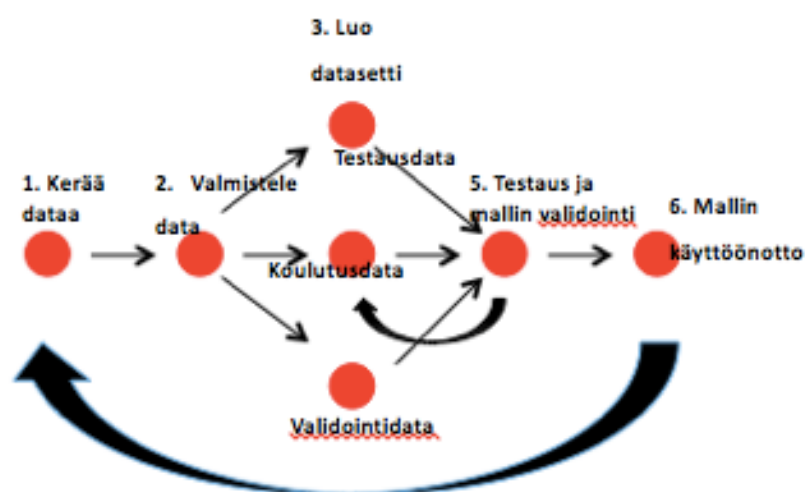 3. Luo
datasetti
Testausdata
1. Kerää
dataa
2. Valmistele
data
Koulutusdata
5. Testaus ja
mallin validointi
6. Mallin
käyttöönotto
Validointidata